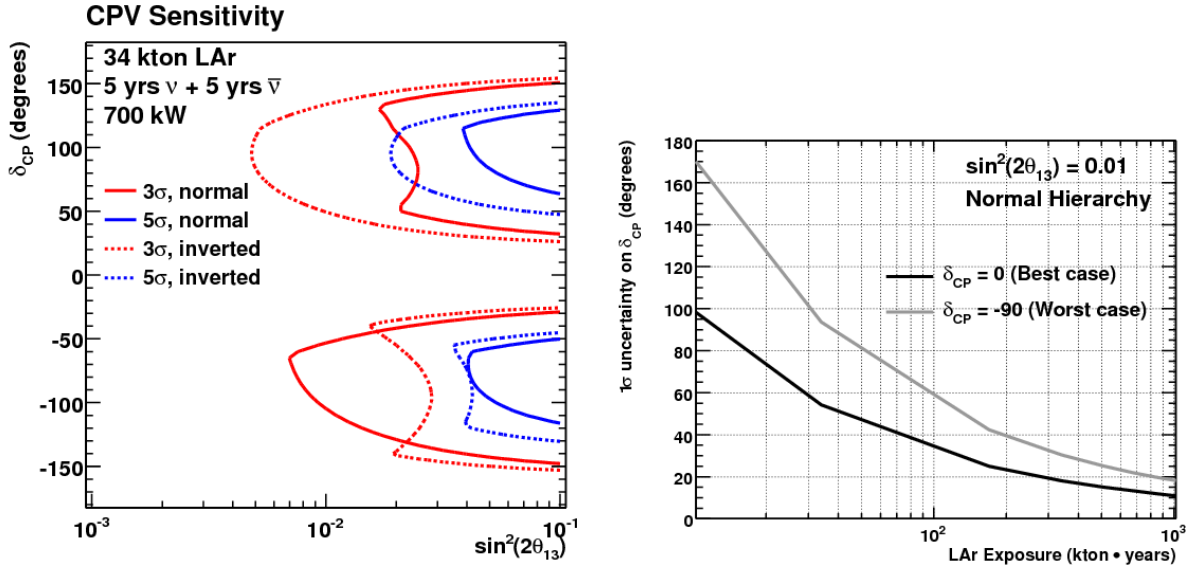 CPV Sensitivity
34 kton LAr
5 yrs ν + 5 yrs ν̅
700 kW
3σ, normal
5σ, normal
3σ, inverted
5σ, inverted
δCP (degrees)
150
100
50
0
-50
-100
-150
10⁻³
10⁻²
10⁻¹
sin²(2θ₁₃)
sin²(2θ₁₃) = 0.01
Normal Hierarchy
δCP = 0 (Best case)
δCP = -90 (Worst case)
1σ uncertainty on δCP (degrees)
180
160
140
120
100
80
60
40
20
0
10²
10³
LAr Exposure (kton • years)